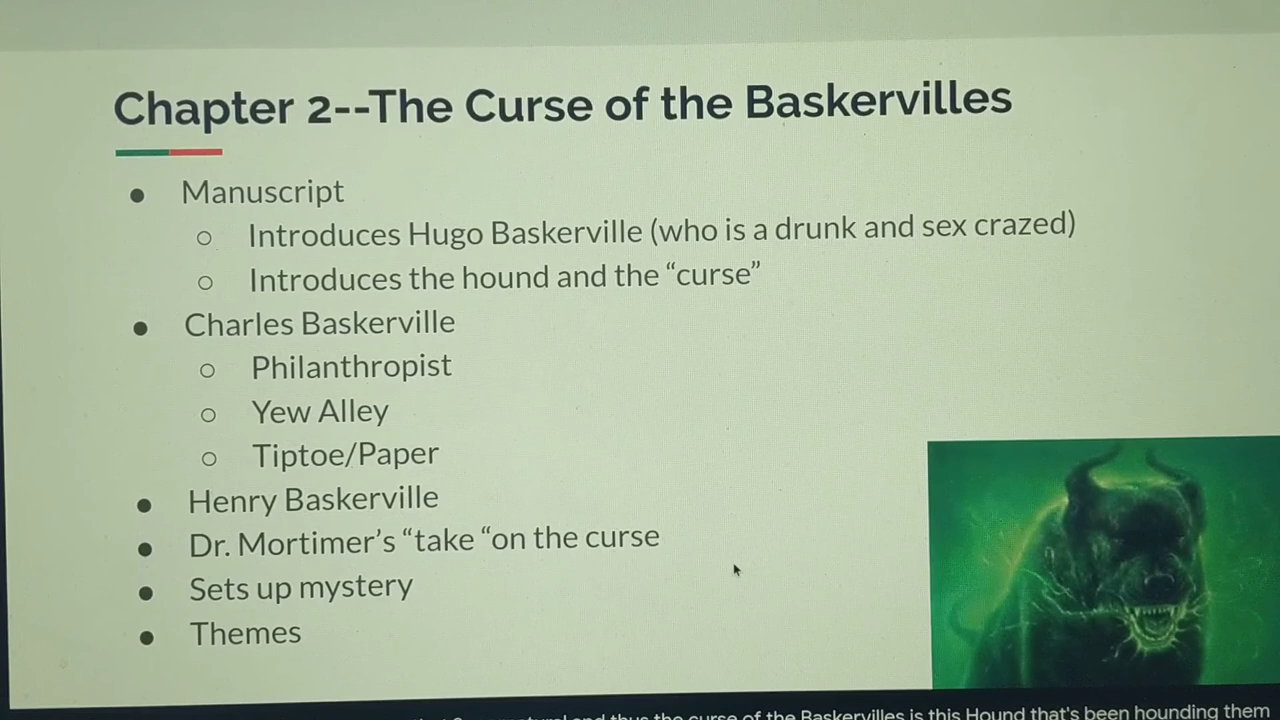 Chapter 2--The Curse of the Baskervilles
● Manuscript
○ Introduces Hugo Baskerville (who is a drunk and sex crazed)
○ Introduces the hound and the “curse”
● Charles Baskerville
○ Philanthropist
○ Yew Alley
○ Tiptoe/Paper
● Henry Baskerville
● Dr. Mortimer’s “take “on the curse
● Sets up mystery
● Themes
and thus the curse of the Baskervilles is this Hound that's been hounding them